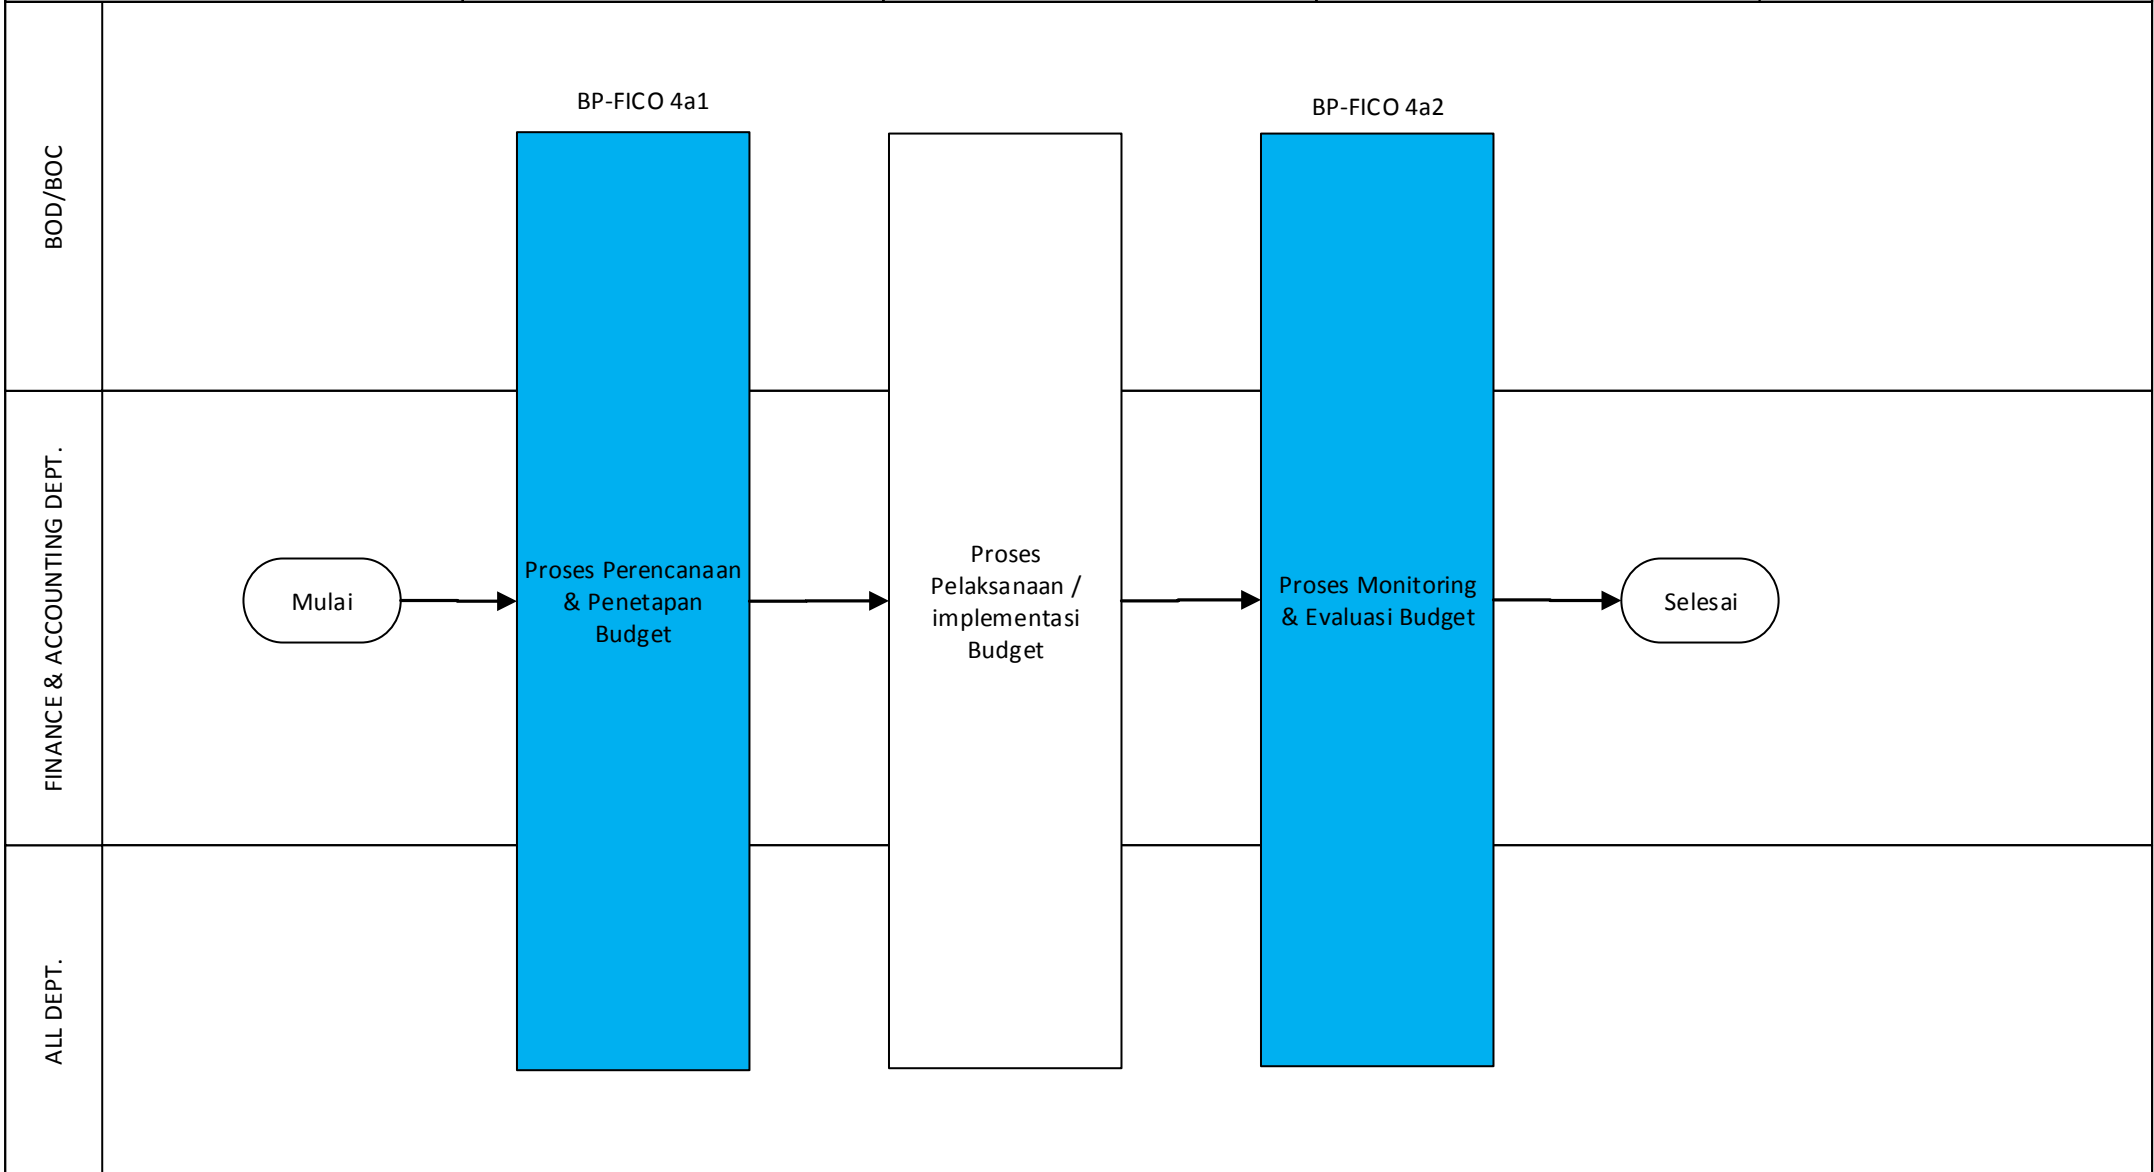 BOD/BOC
BP-FICO 4a1
BP-FICO 4a2
FINANCE & ACCOUNTING DEPT.
Mulai
Proses Perencanaan
& Penetapan
Budget
Proses
Pelaksanaan /
implementasi
Budget
Proses Monitoring
& Evaluasi Budget
Selesai
ALL DEPT.